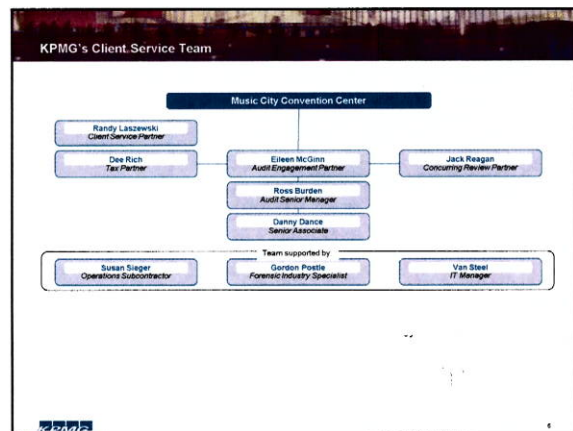 KPMG's Client Service Team
Music City Convention Center
Randy Laszewski
Client Service Partner
Dee Rich
Tax Partner
Eileen McGinn
Audit Engagement Partner
Jack Reagan
Concurring Review Partner
Ross Burden
Audit Senior Manager
Danny Dance
Senior Associate
Team supported by
Susan Sieger
Operations Subcontractor
Gordon Postle
Forensic Industry Specialist
Van Steel
IT Manager
KPMG
6